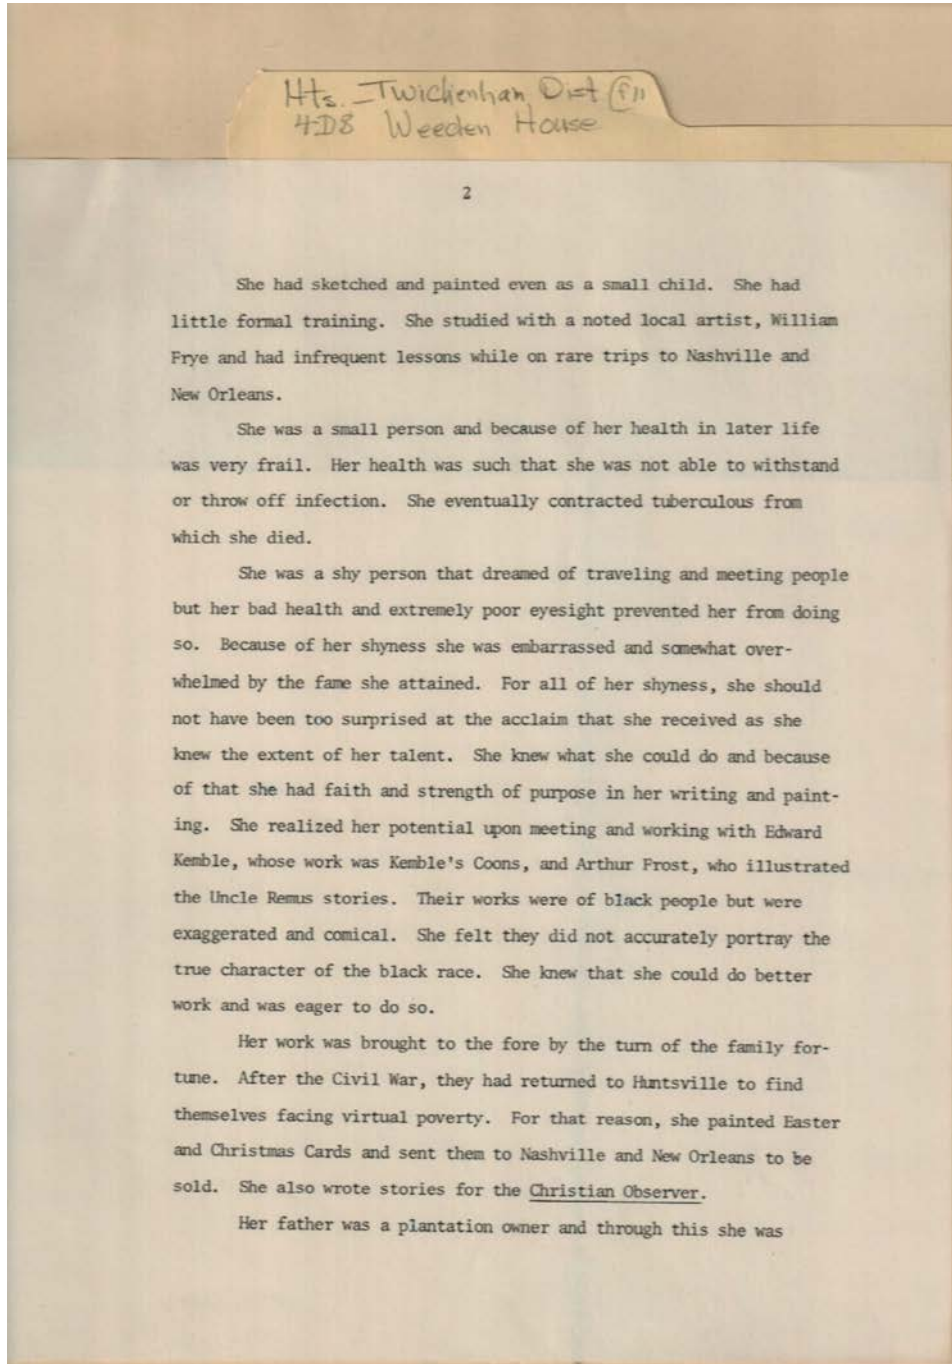 Hts. - Twichenhan Dist (f)
4-D8 Weeden House
2
She had sketched and painted even as a small child. She had
little formal training. She studied with a noted local artist, William
Frye and had infrequent lessons while on rare trips to Nashville and
New Orleans.
She was a small person and because of her health in later life
was very frail. Her health was such that she was not able to withstand
or throw off infection. She eventually contracted tuberculous from
which she died.
She was a shy person that dreamed of traveling and meeting people
but her bad health and extremely poor eyesight prevented her from doing
so. Because of her shyness she was embarrassed and somewhat over-
whelmed by the fame she attained. For all of her shyness, she should
not have been too surprised at the acclaim that she received as she
knew the extent of her talent. She knew what she could do and because
of that she had faith and strength of purpose in her writing and paint-
ing. She realized her potential upon meeting and working with Edward
Kemble, whose work was Kemble's Coons, and Arthur Frost, who illustrated
the Uncle Remus stories. Their works were of black people but were
exaggerated and comical. She felt they did not accurately portray the
true character of the black race. She knew that she could do better
work and was eager to do so.
Her work was brought to the fore by the turn of the family for-
tune. After the Civil War, they had returned to Huntsville to find
themselves facing virtual poverty. For that reason, she painted Easter
and Christmas Cards and sent them to Nashville and New Orleans to be
sold. She also wrote stories for the Christian Observer.
Her father was a plantation owner and through this she was